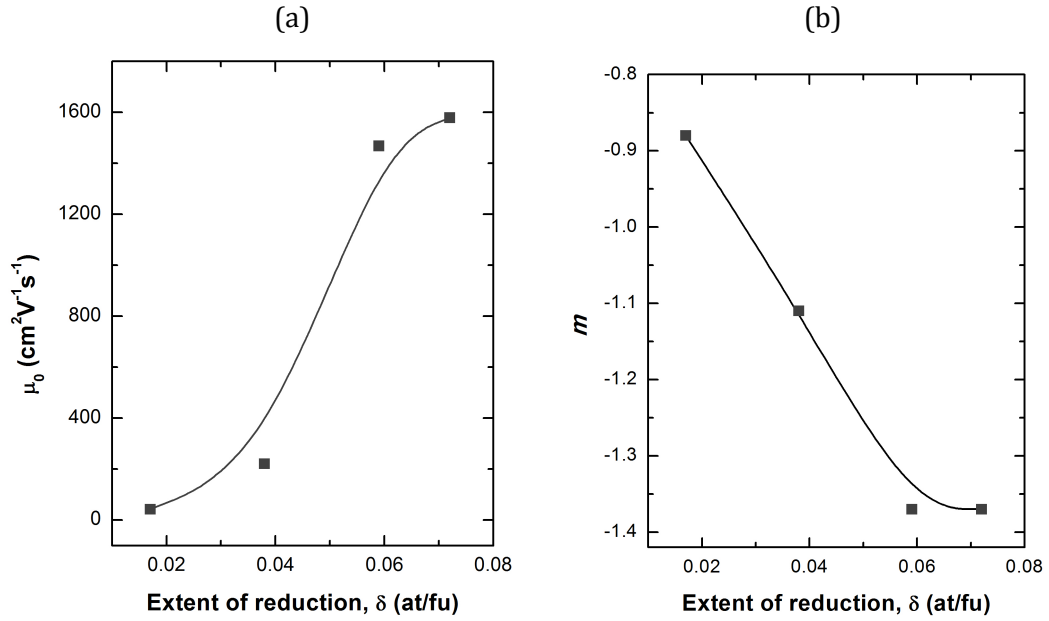 (a)
μ0 (cm2V-1s-1)
1600
1200
800
400
0
0.02 0.04 0.06 0.08
Extent of reduction, δ (at/fu)
(b)
m
-0.8
-0.9
-1.0
-1.1
-1.2
-1.3
-1.4
0.02 0.04 0.06 0.08
Extent of reduction, δ (at/fu)